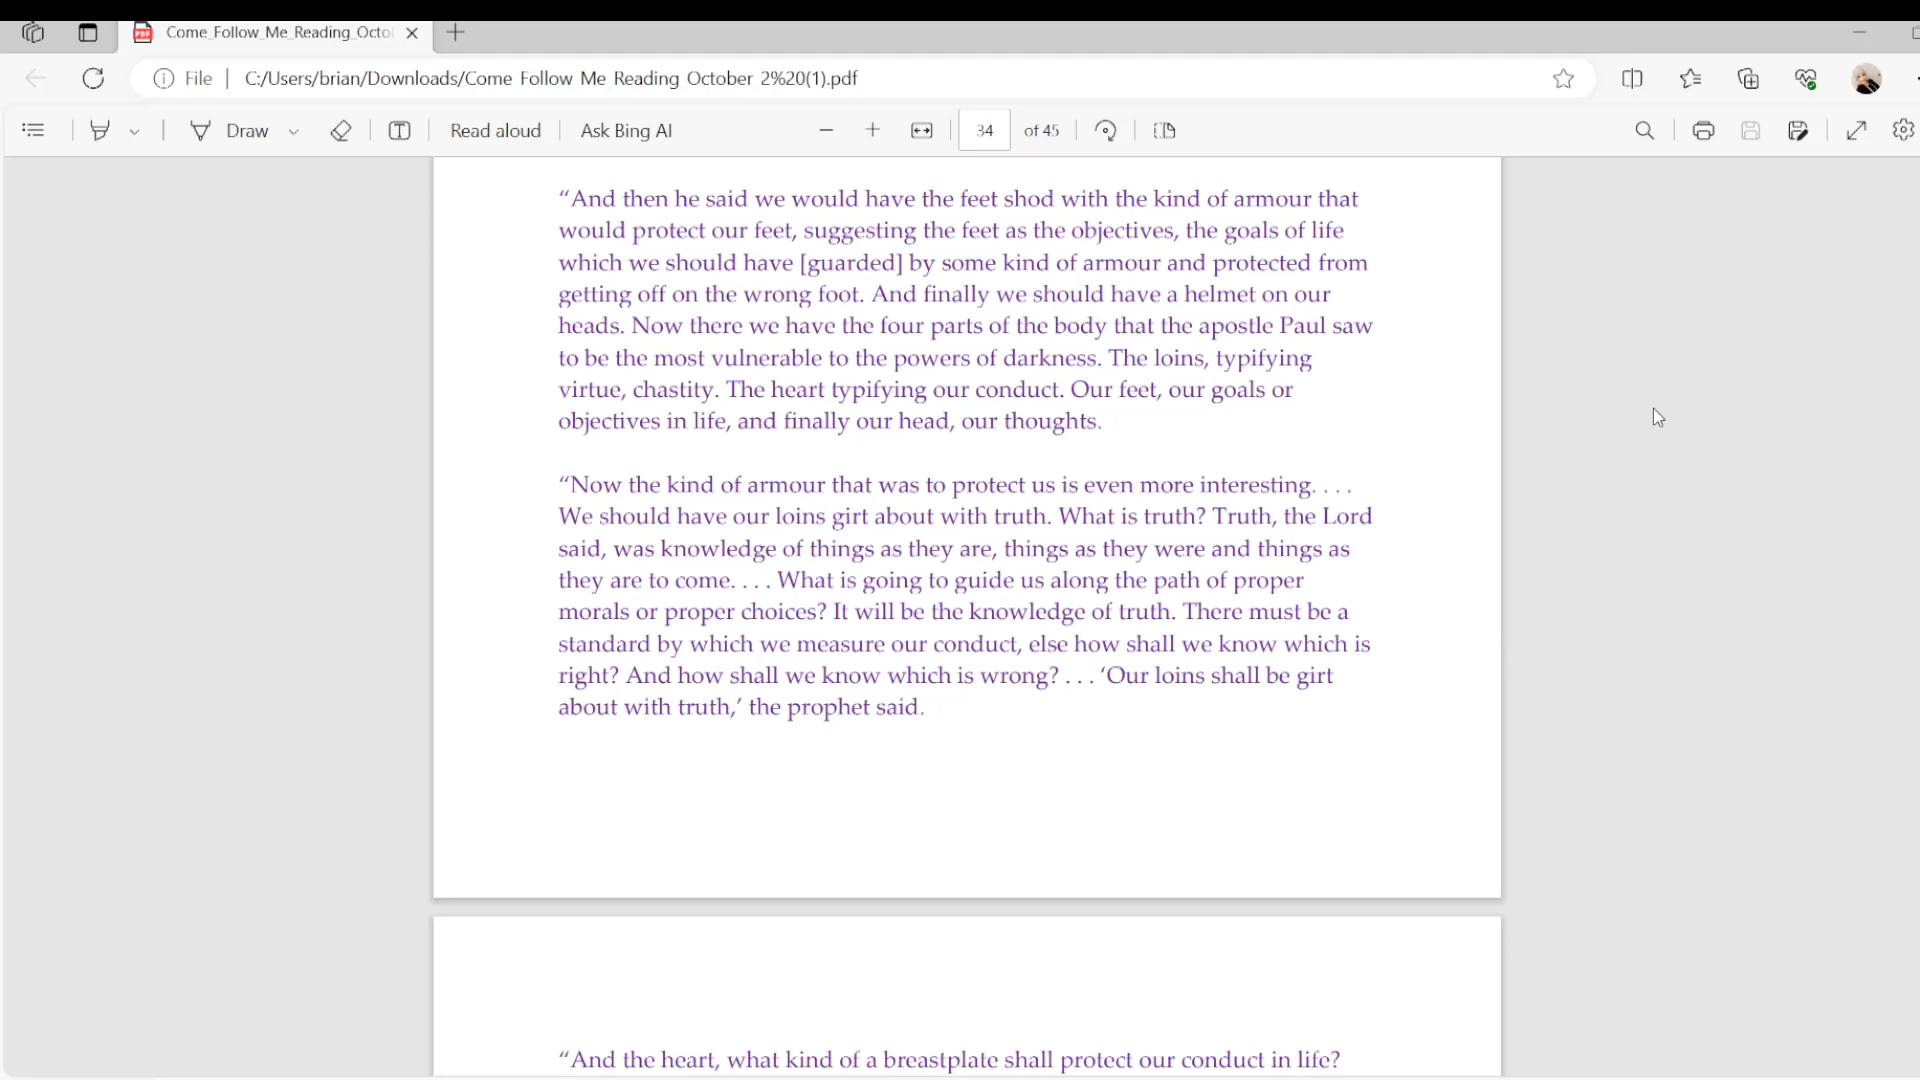 Come_Follow_Me_Reading_Octo
File
C:/Users/brian/Downloads/Come Follow Me Reading October 2%20(1).pdf
Draw
Read aloud
Ask Bing AI
34 of 45
“And then he said we would have the feet shod with the kind of armour that
would protect our feet, suggesting the feet as the objectives, the goals of life
which we should have [guarded] by some kind of armour and protected from
getting off on the wrong foot. And finally we should have a helmet on our
heads. Now there we have the four parts of the body that the apostle Paul saw
to be the most vulnerable to the powers of darkness. The loins, typifying
virtue, chastity. The heart typifying our conduct. Our feet, our goals or
objectives in life, and finally our head, our thoughts.
“Now the kind of armour that was to protect us is even more interesting. . . .
We should have our loins girt about with truth. What is truth? Truth, the Lord
said, was knowledge of things as they are, things as they were and things as
they are to come. . . . What is going to guide us along the path of proper
morals or proper choices? It will be the knowledge of truth. There must be a
standard by which we measure our conduct, else how shall we know which is
right? And how shall we know which is wrong? . . . ‘Our loins shall be girt
about with truth,’ the prophet said.
“And the heart, what kind of a breastplate shall protect our conduct in life?